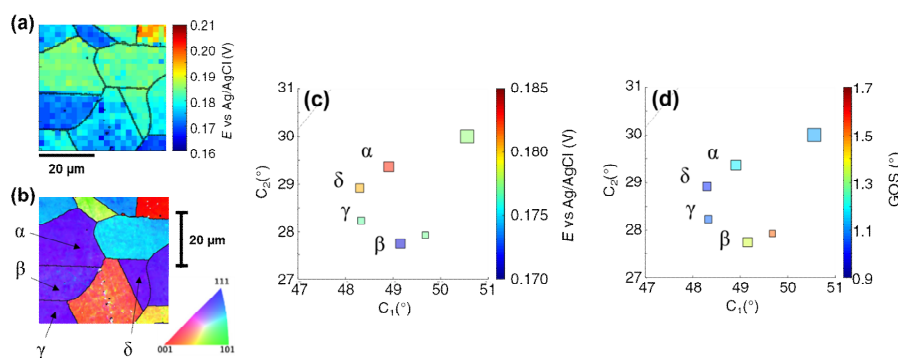 (a)
0.21
0.20
0.19
0.18
0.17
0.16
E vs Ag/AgCl (V)
20 μm
(b)
α
β
γ
δ
20 μm
111
001
101
(c)
31
30
29
28
27
C₂(°)
47
48
49
50
51
C₁(°)
α
δ
γ
β
0.185
0.180
0.175
0.170
E vs Ag/AgCl (V)
(d)
31
30
29
28
27
C₂(°)
47
48
49
50
51
C₁(°)
α
δ
γ
β
1.7
1.5
1.3
1.1
0.9
GOS (°)